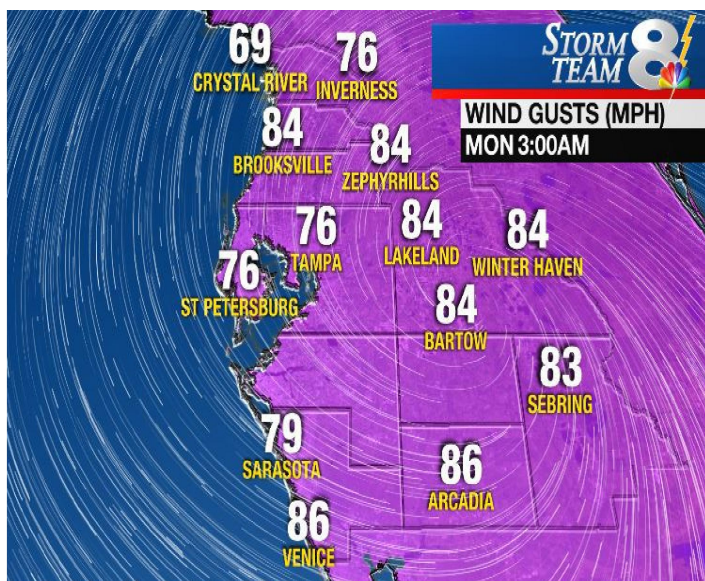 STORM
TEAM 8
WIND GUSTS (MPH)
MON 3:00AM
69
CRYSTAL RIVER
76
INVERNESS
84
BROOKSVILLE
84
ZEPHYRHILLS
76
TAMPA
84
LAKELAND
84
WINTER HAVEN
76
ST PETERSBURG
84
BARTOW
83
SEBRING
79
SARASOTA
86
ARCADIA
86
VENICE